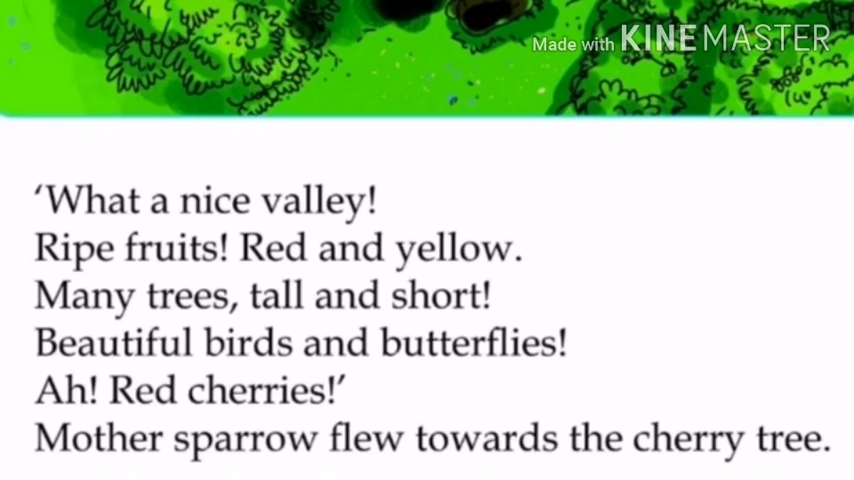 Made with KINEMASTER
‘What a nice valley!
Ripe fruits! Red and yellow.
Many trees, tall and short!
Beautiful birds and butterflies!
Ah! Red cherries!’
Mother sparrow flew towards the cherry tree.